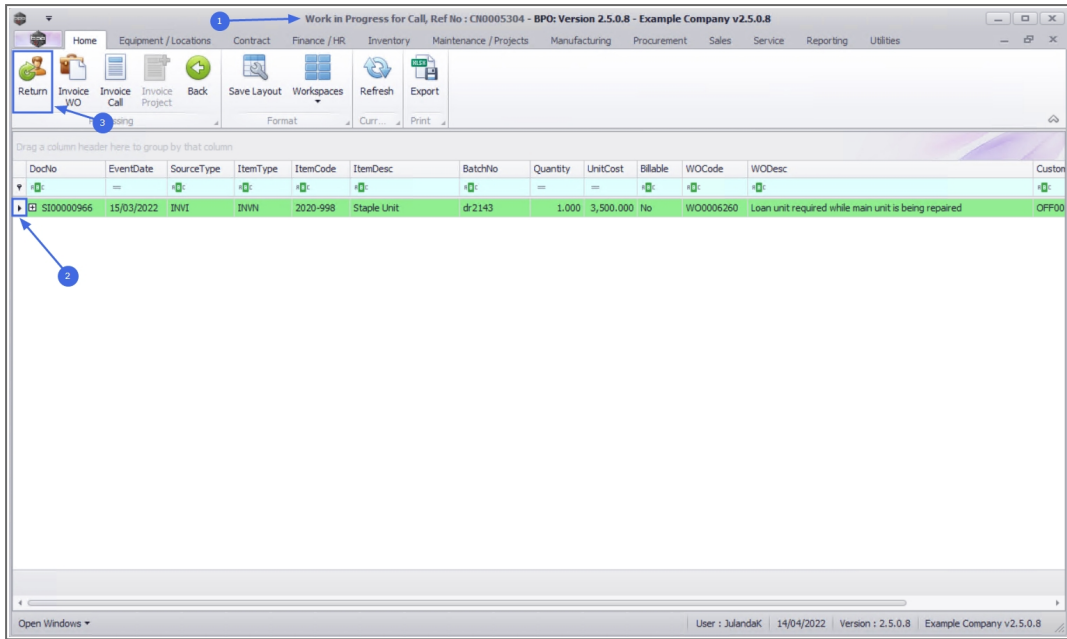 1
Work in Progress for Call, Ref No : CN0005304 - BPO: Version 2.5.0.8 - Example Company v2.5.0.8
Home Equipment / Locations Contract Finance / HR Inventory Maintenance / Projects Manufacturing Procurement Sales Service Reporting Utilities
Return Invoice WO Invoice Call Invoice Project Back Save Layout Workspaces Refresh Export
3
Format Curr... Print
Drag a column header here to group by that column
DocNo EventDate SourceType ItemType ItemCode ItemDesc BatchNo Quantity UnitCost Billable WOCode WODesc Custom
SI00000966 15/03/2022 INVI INVN 2020-998 Staple Unit dr2143 1.000 3,500.000 No WO0006260 Loan unit required while main unit is being repaired OFF00
2
Open Windows User : JulandaK 14/04/2022 Version : 2.5.0.8 Example Company v2.5.0.8